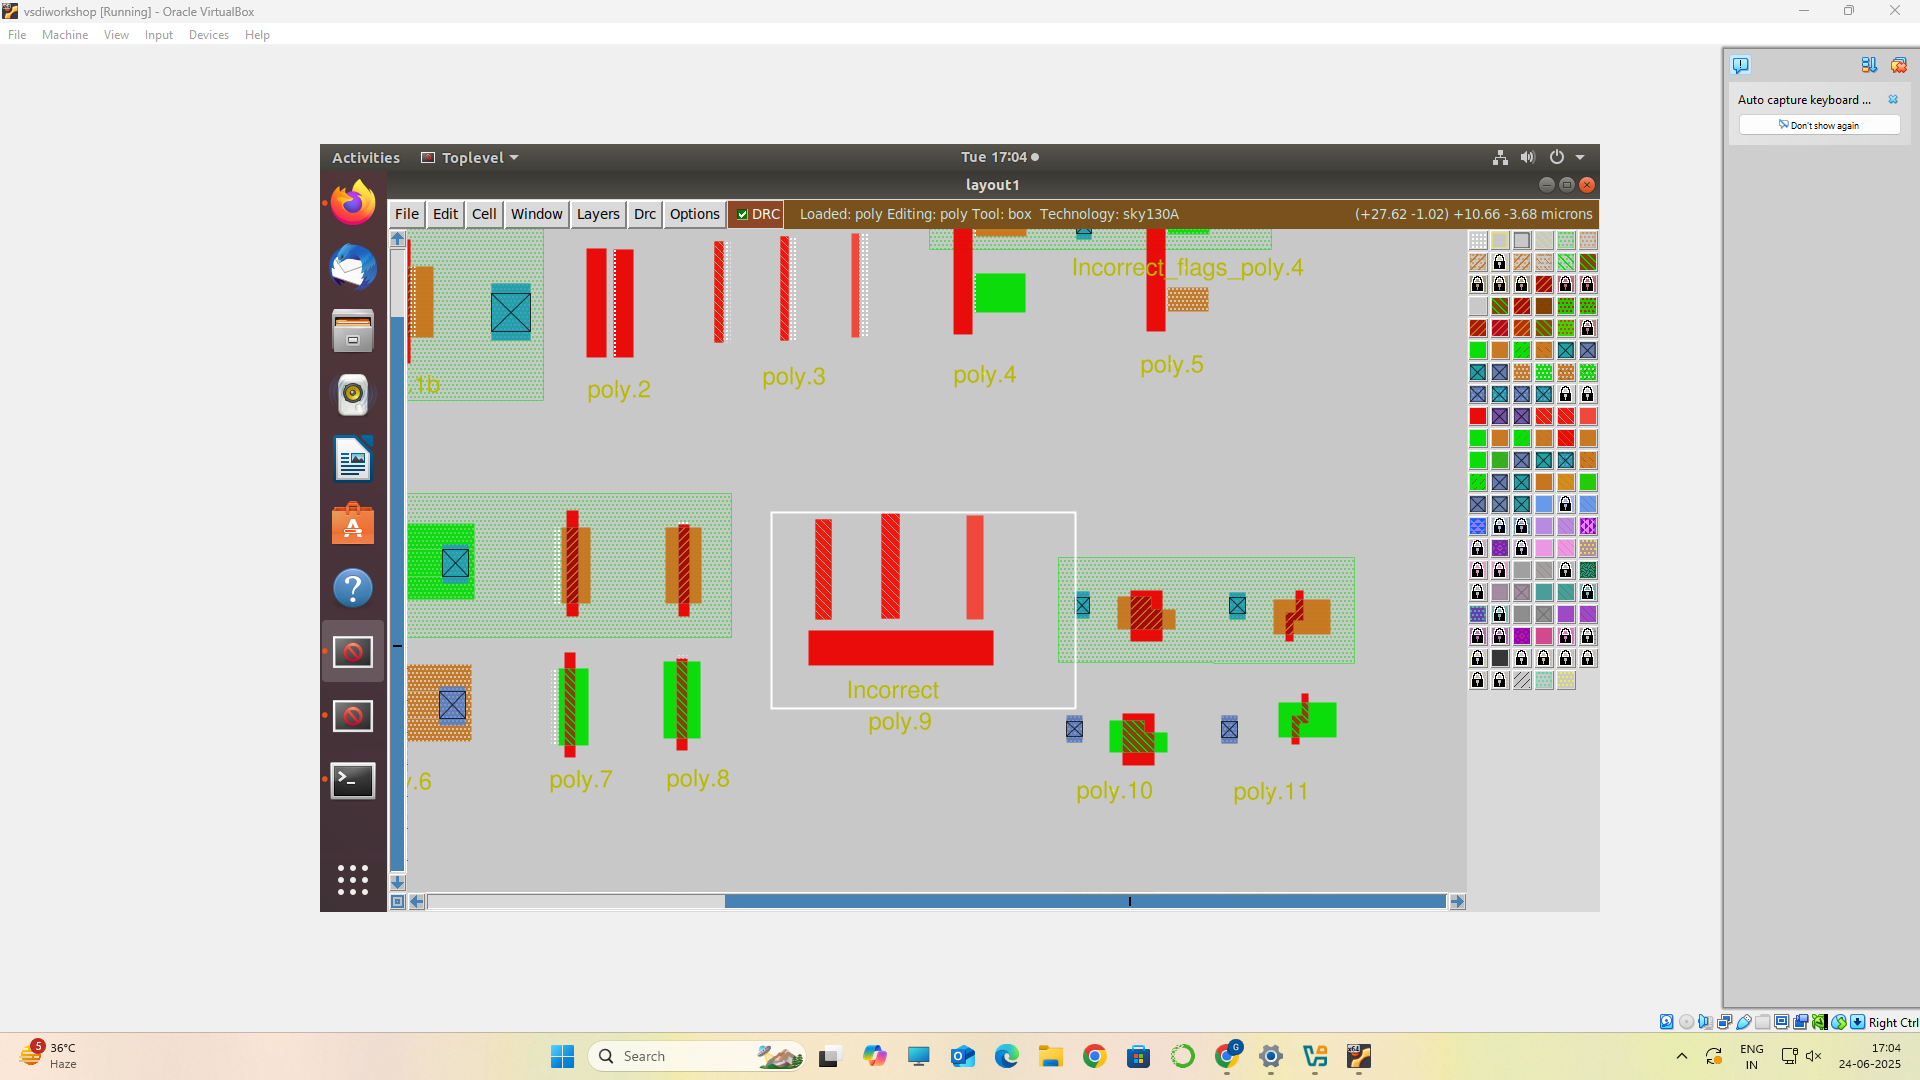 vsdiworkshop [Running] - Oracle VirtualBox
File Machine View Input Devices Help
Auto capture keyboard ...
Don't show again
Activities Toplevel Tue 17:04
layout1
File Edit Cell Window Layers Drc Options DRC Loaded: poly Editing: poly Tool: box Technology: sky130A (+27.62 -1.02) +10.66 -3.68 microns
Incorrect_flags_poly.4
.1b
poly.2
poly.3
poly.4
poly.5
Incorrect
poly.9
y.6
poly.7
poly.8
poly.10
poly.11
Right Ctrl
5
36°C
Haze
Search
G
ENG
IN
17:04
24-06-2025